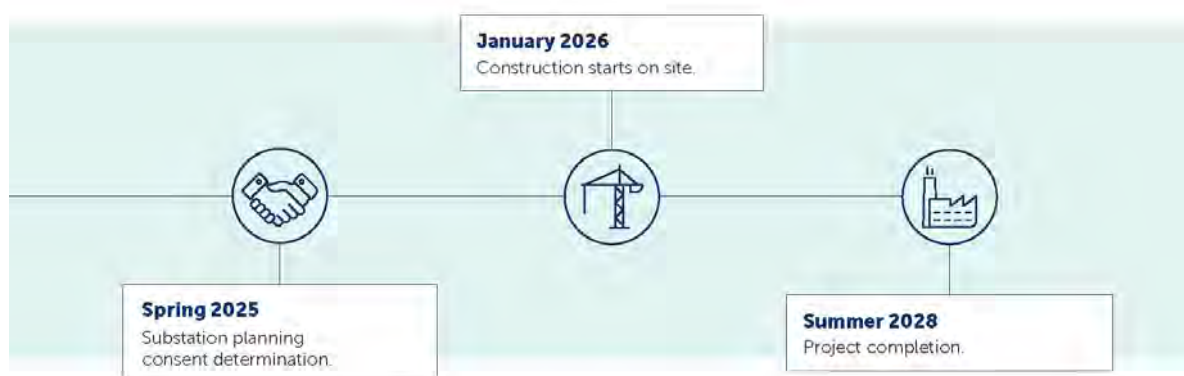 January 2026
Construction starts on site.
Spring 2025
Substation planning
consent determination.
Summer 2028
Project completion.